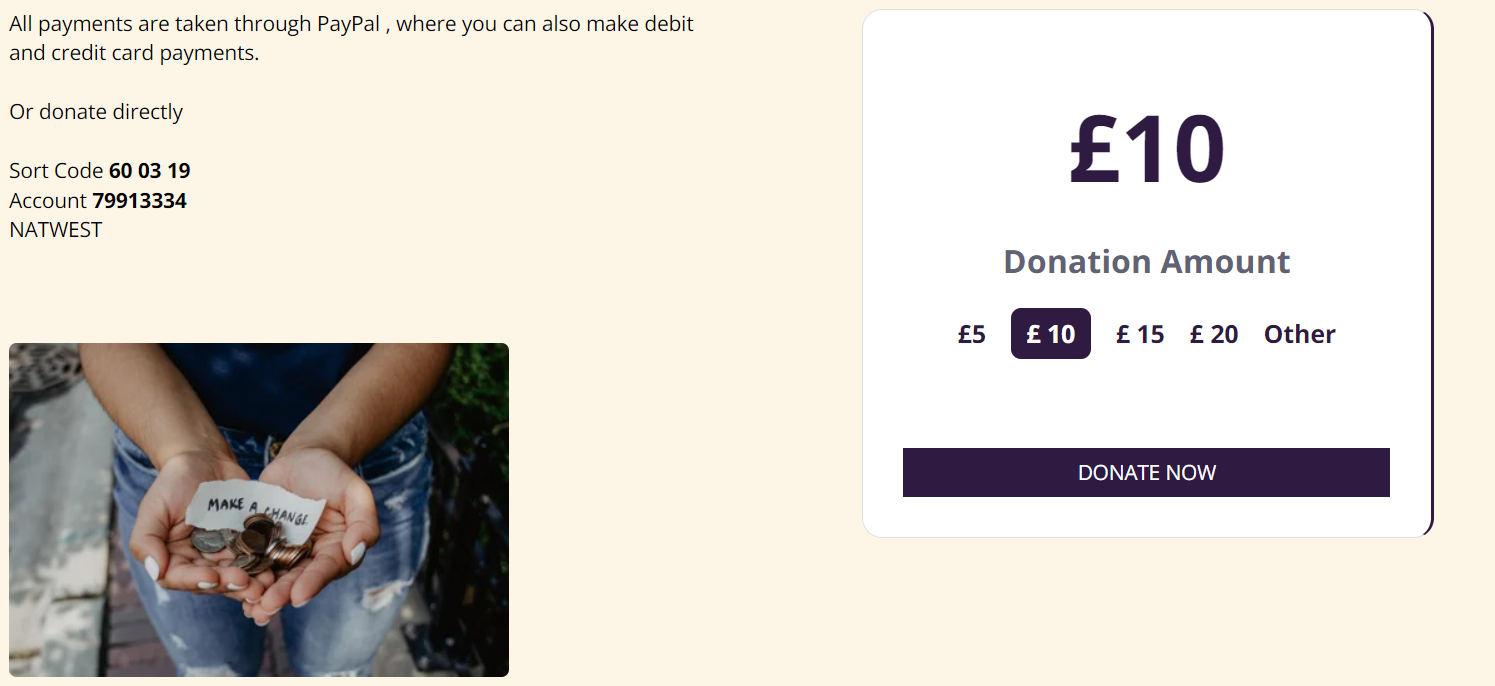 All payments are taken through PayPal , where you can also make debit
and credit card payments.
Or donate directly
Sort Code 60 03 19
Account 79913334
NATWEST
MAKE A CHANGE
£10
Donation Amount
£5 £ 10 £ 15 £ 20 Other
DONATE NOW